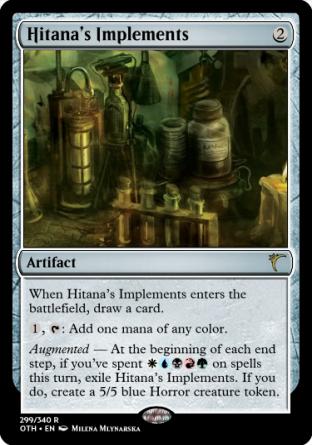 Hitana's Implements 2
Artifact
When Hitana's Implements enters the
battlefield, draw a card.
1, T: Add one mana of any color.
Augmented — At the beginning of each end
step, if you've spent on spells
this turn, exile Hitana's Implements. If you
do, create a 5/5 blue Horror creature token.
299/340 R
OTH • EN Milena Mlynarska